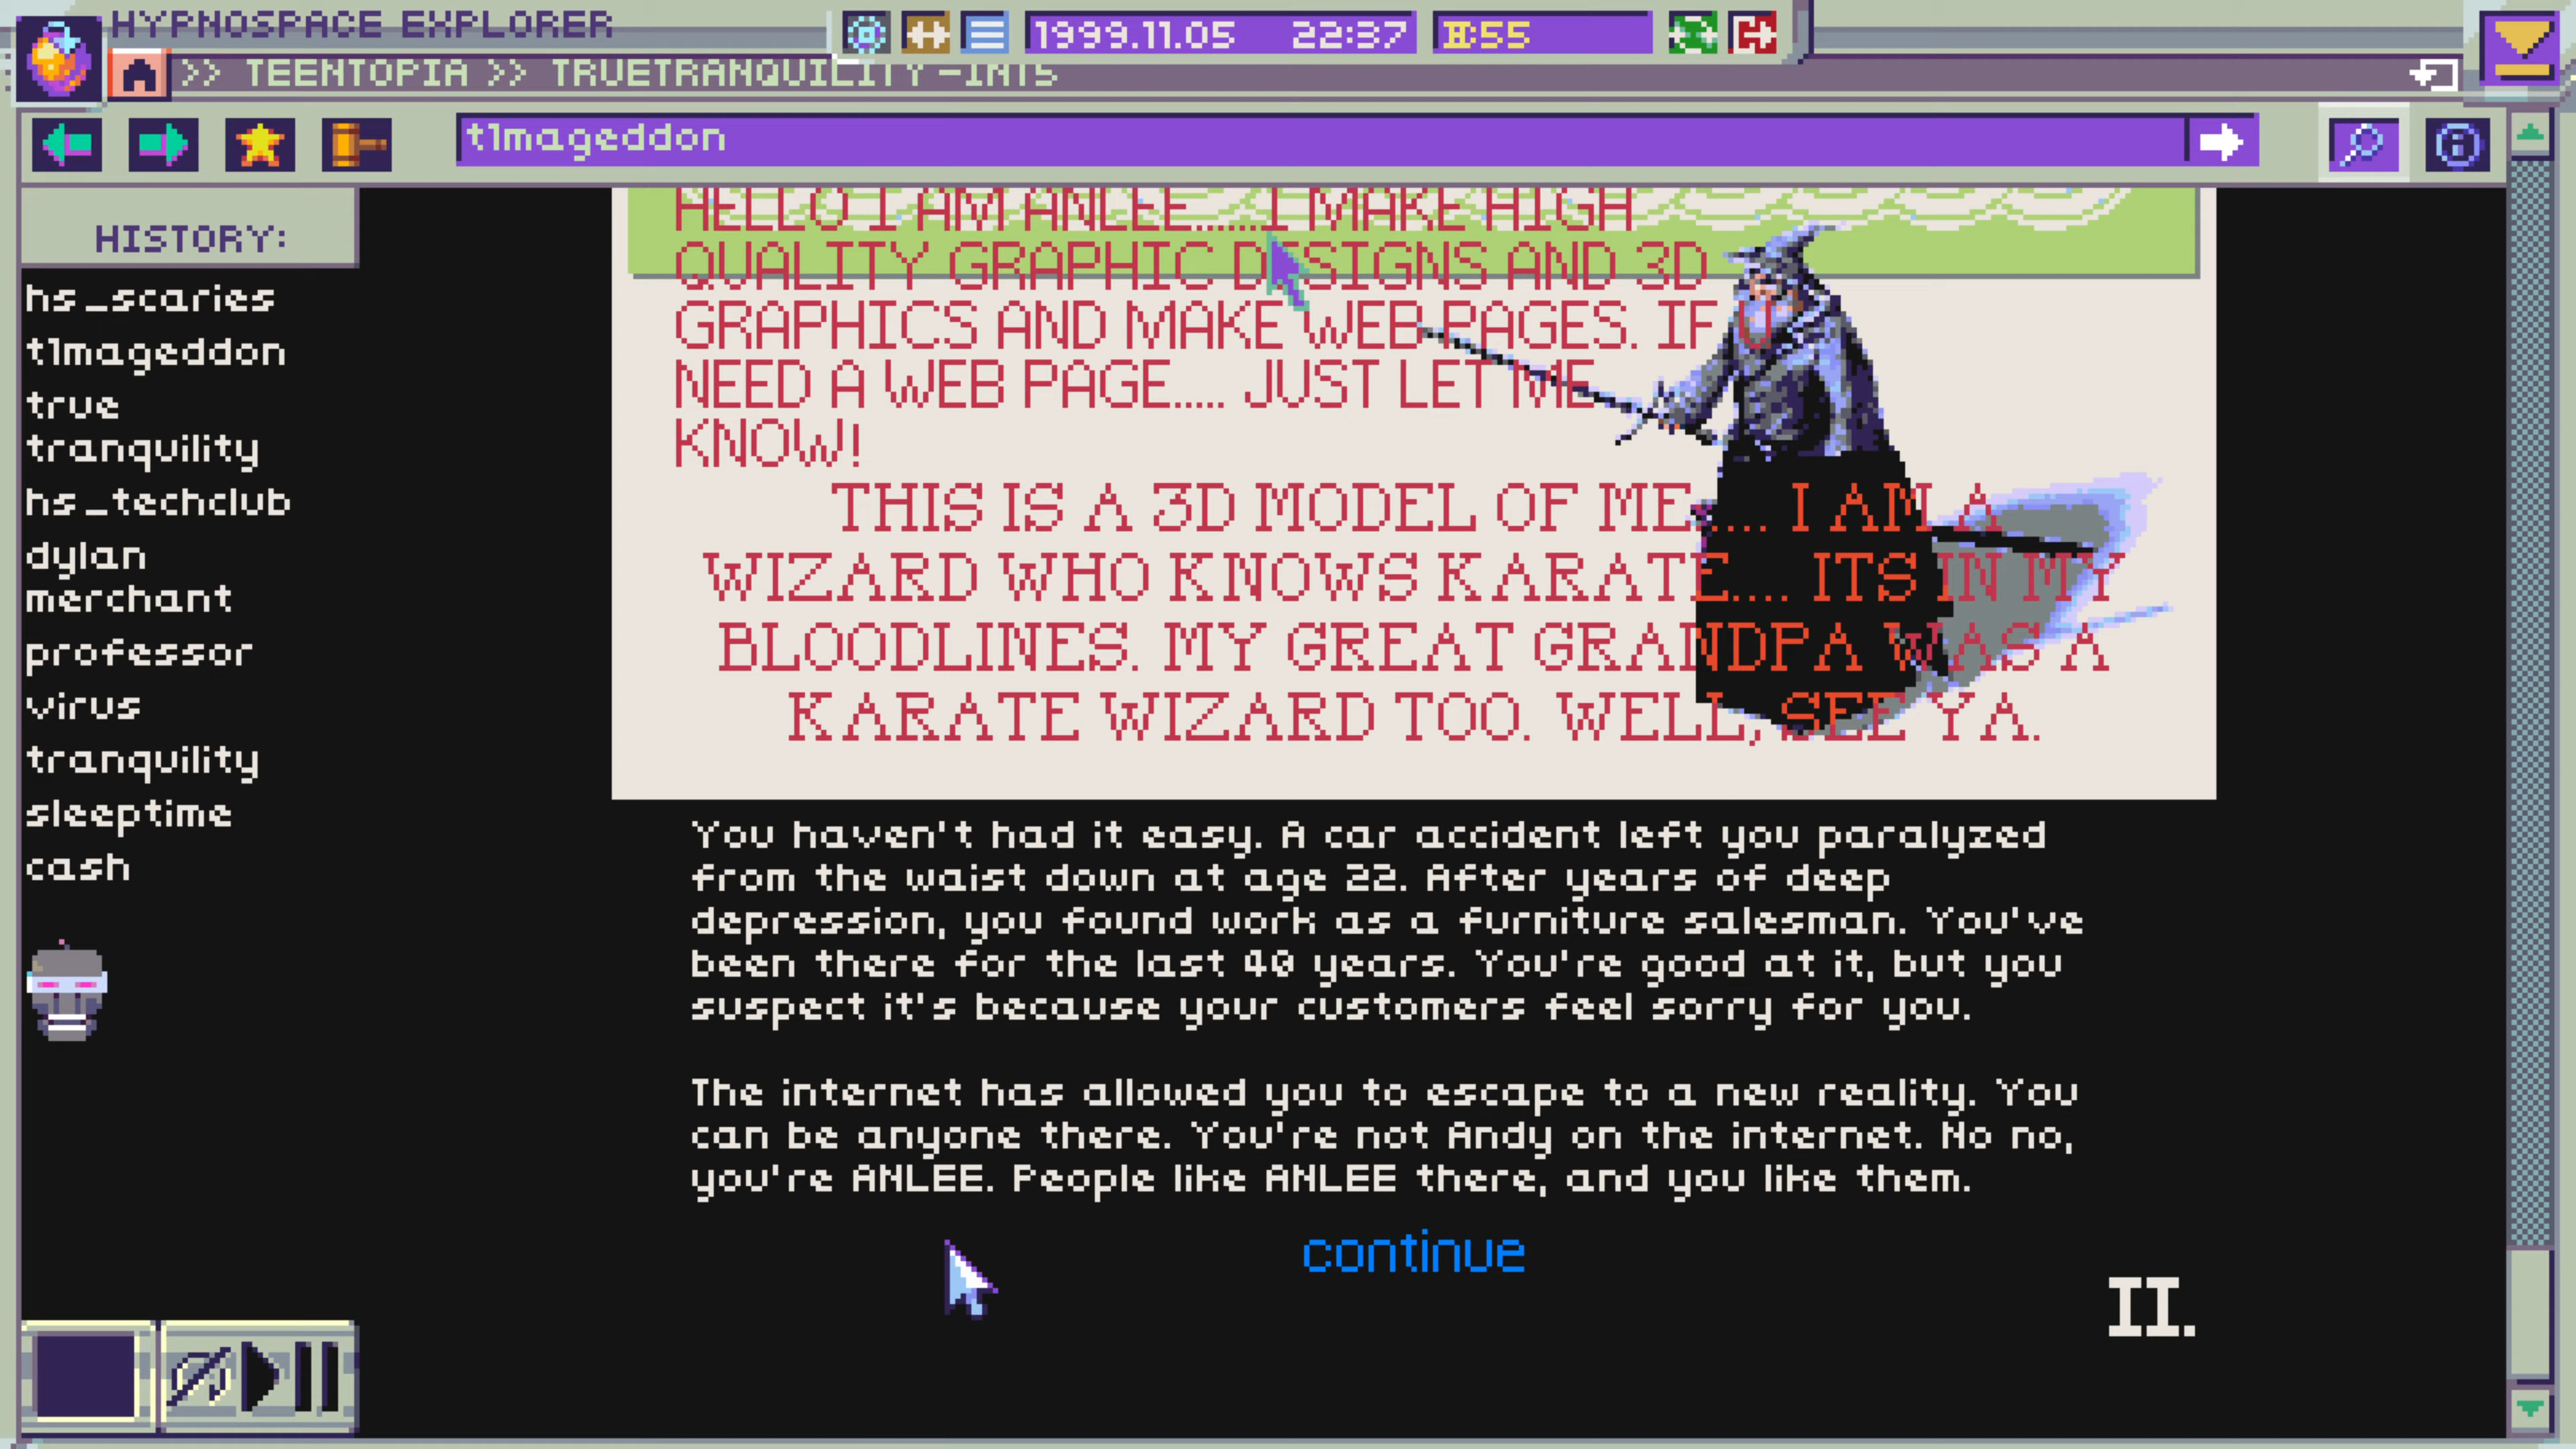 HYPNOSPACE EXPLORER
1999.11.05 22:37
55
>> TEENTOPIA >> TRUETRANQUILITY-INTS
t1mageddon
HISTORY:
hs_scaries
t1mageddon
true
tranquility
hs_techclub
dylan
merchant
professor
virus
tranquility
sleeptime
cash
HELLO I AM ANLEE......I MAKE HIGH
QUALITY GRAPHIC DESIGNS AND 3D
GRAPHICS AND MAKE WEB PAGES. IF U
NEED A WEB PAGE..... JUST LET ME
KNOW!
THIS IS A 3D MODEL OF ME..... I AM A
WIZARD WHO KNOWS KARATE.... ITS IN MY
BLOODLINES. MY GREAT GRANDPA WAS A
KARATE WIZARD TOO. WELL, SEE YA.
You haven't had it easy. A car accident left you paralyzed
from the waist down at age 22. After years of deep
depression, you found work as a furniture salesman. You've
been there for the last 40 years. You're good at it, but you
suspect it's because your customers feel sorry for you.
The internet has allowed you to escape to a new reality. You
can be anyone there. You're not Andy on the internet. No no,
you're ANLEE. People like ANLEE there, and you like them.
continue
II.